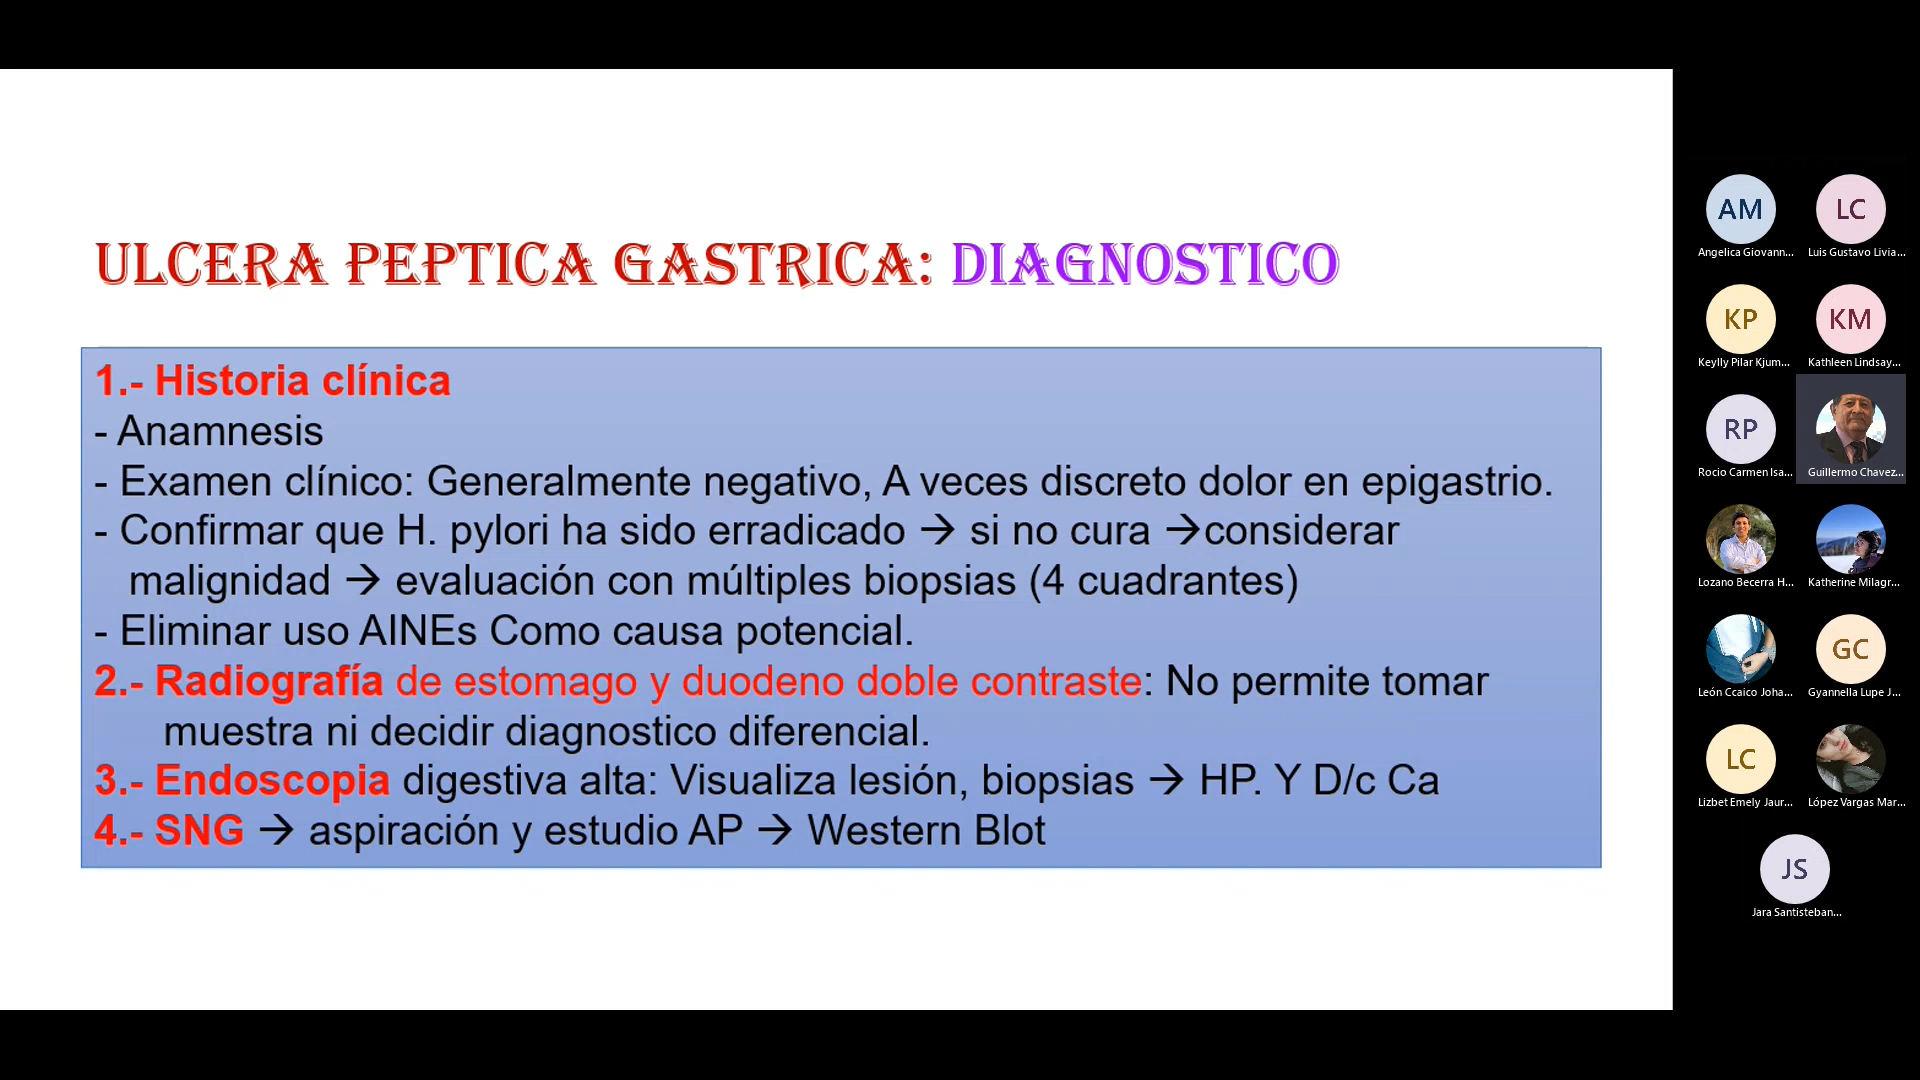 ULCERA PEPTICA GASTRICA: DIAGNOSTICO
1.- Historia clínica
- Anamnesis
- Examen clínico: Generalmente negativo, A veces discreto dolor en epigastrio.
- Confirmar que H. pylori ha sido erradicado → si no cura →considerar
malignidad → evaluación con múltiples biopsias (4 cuadrantes)
- Eliminar uso AINEs Como causa potencial.
2.- Radiografía de estomago y duodeno doble contraste: No permite tomar
muestra ni decidir diagnostico diferencial.
3.- Endoscopia digestiva alta: Visualiza lesión, biopsias → HP. Y D/c Ca
4.- SNG → aspiración y estudio AP → Western Blot
AM
LC
Angelica Giovann...
Luis Gustavo Livia...
KP
KM
Keylly Pilar Kjum...
Kathleen Lindsay...
RP
Rocio Carmen Isa...
Guillermo Chavez...
Lozano Becerra H...
Katherine Milagr...
GC
León Ccaico Joha...
Gyannella Lupe J...
LC
Lizbet Emely Jaur...
López Vargas Mar...
JS
Jara Santisteban...